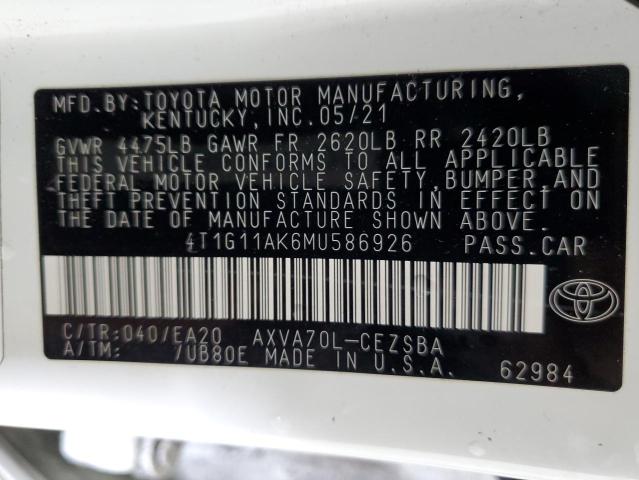 MFD.BY:TOYOTA MOTOR MANUFACTURING,
KENTUCKY,INC.05/21
GVWR 4475LB GAWR FR 2620LB RR 2420LB
THIS VEHICLE CONFORMS TO ALL APPLICABLE
FEDERAL MOTOR VEHICLE SAFETY,BUMPER,AND
THEFT PREVENTION STANDARDS IN EFFECT ON
THE DATE OF MANUFACTURE SHOWN ABOVE.
4T1G11AK6MU586926 PASS.CAR
C/TR:040/EA20 AXVA70L-CEZSBA
A/TM: /UB80E MADE IN U.S.A. 62984